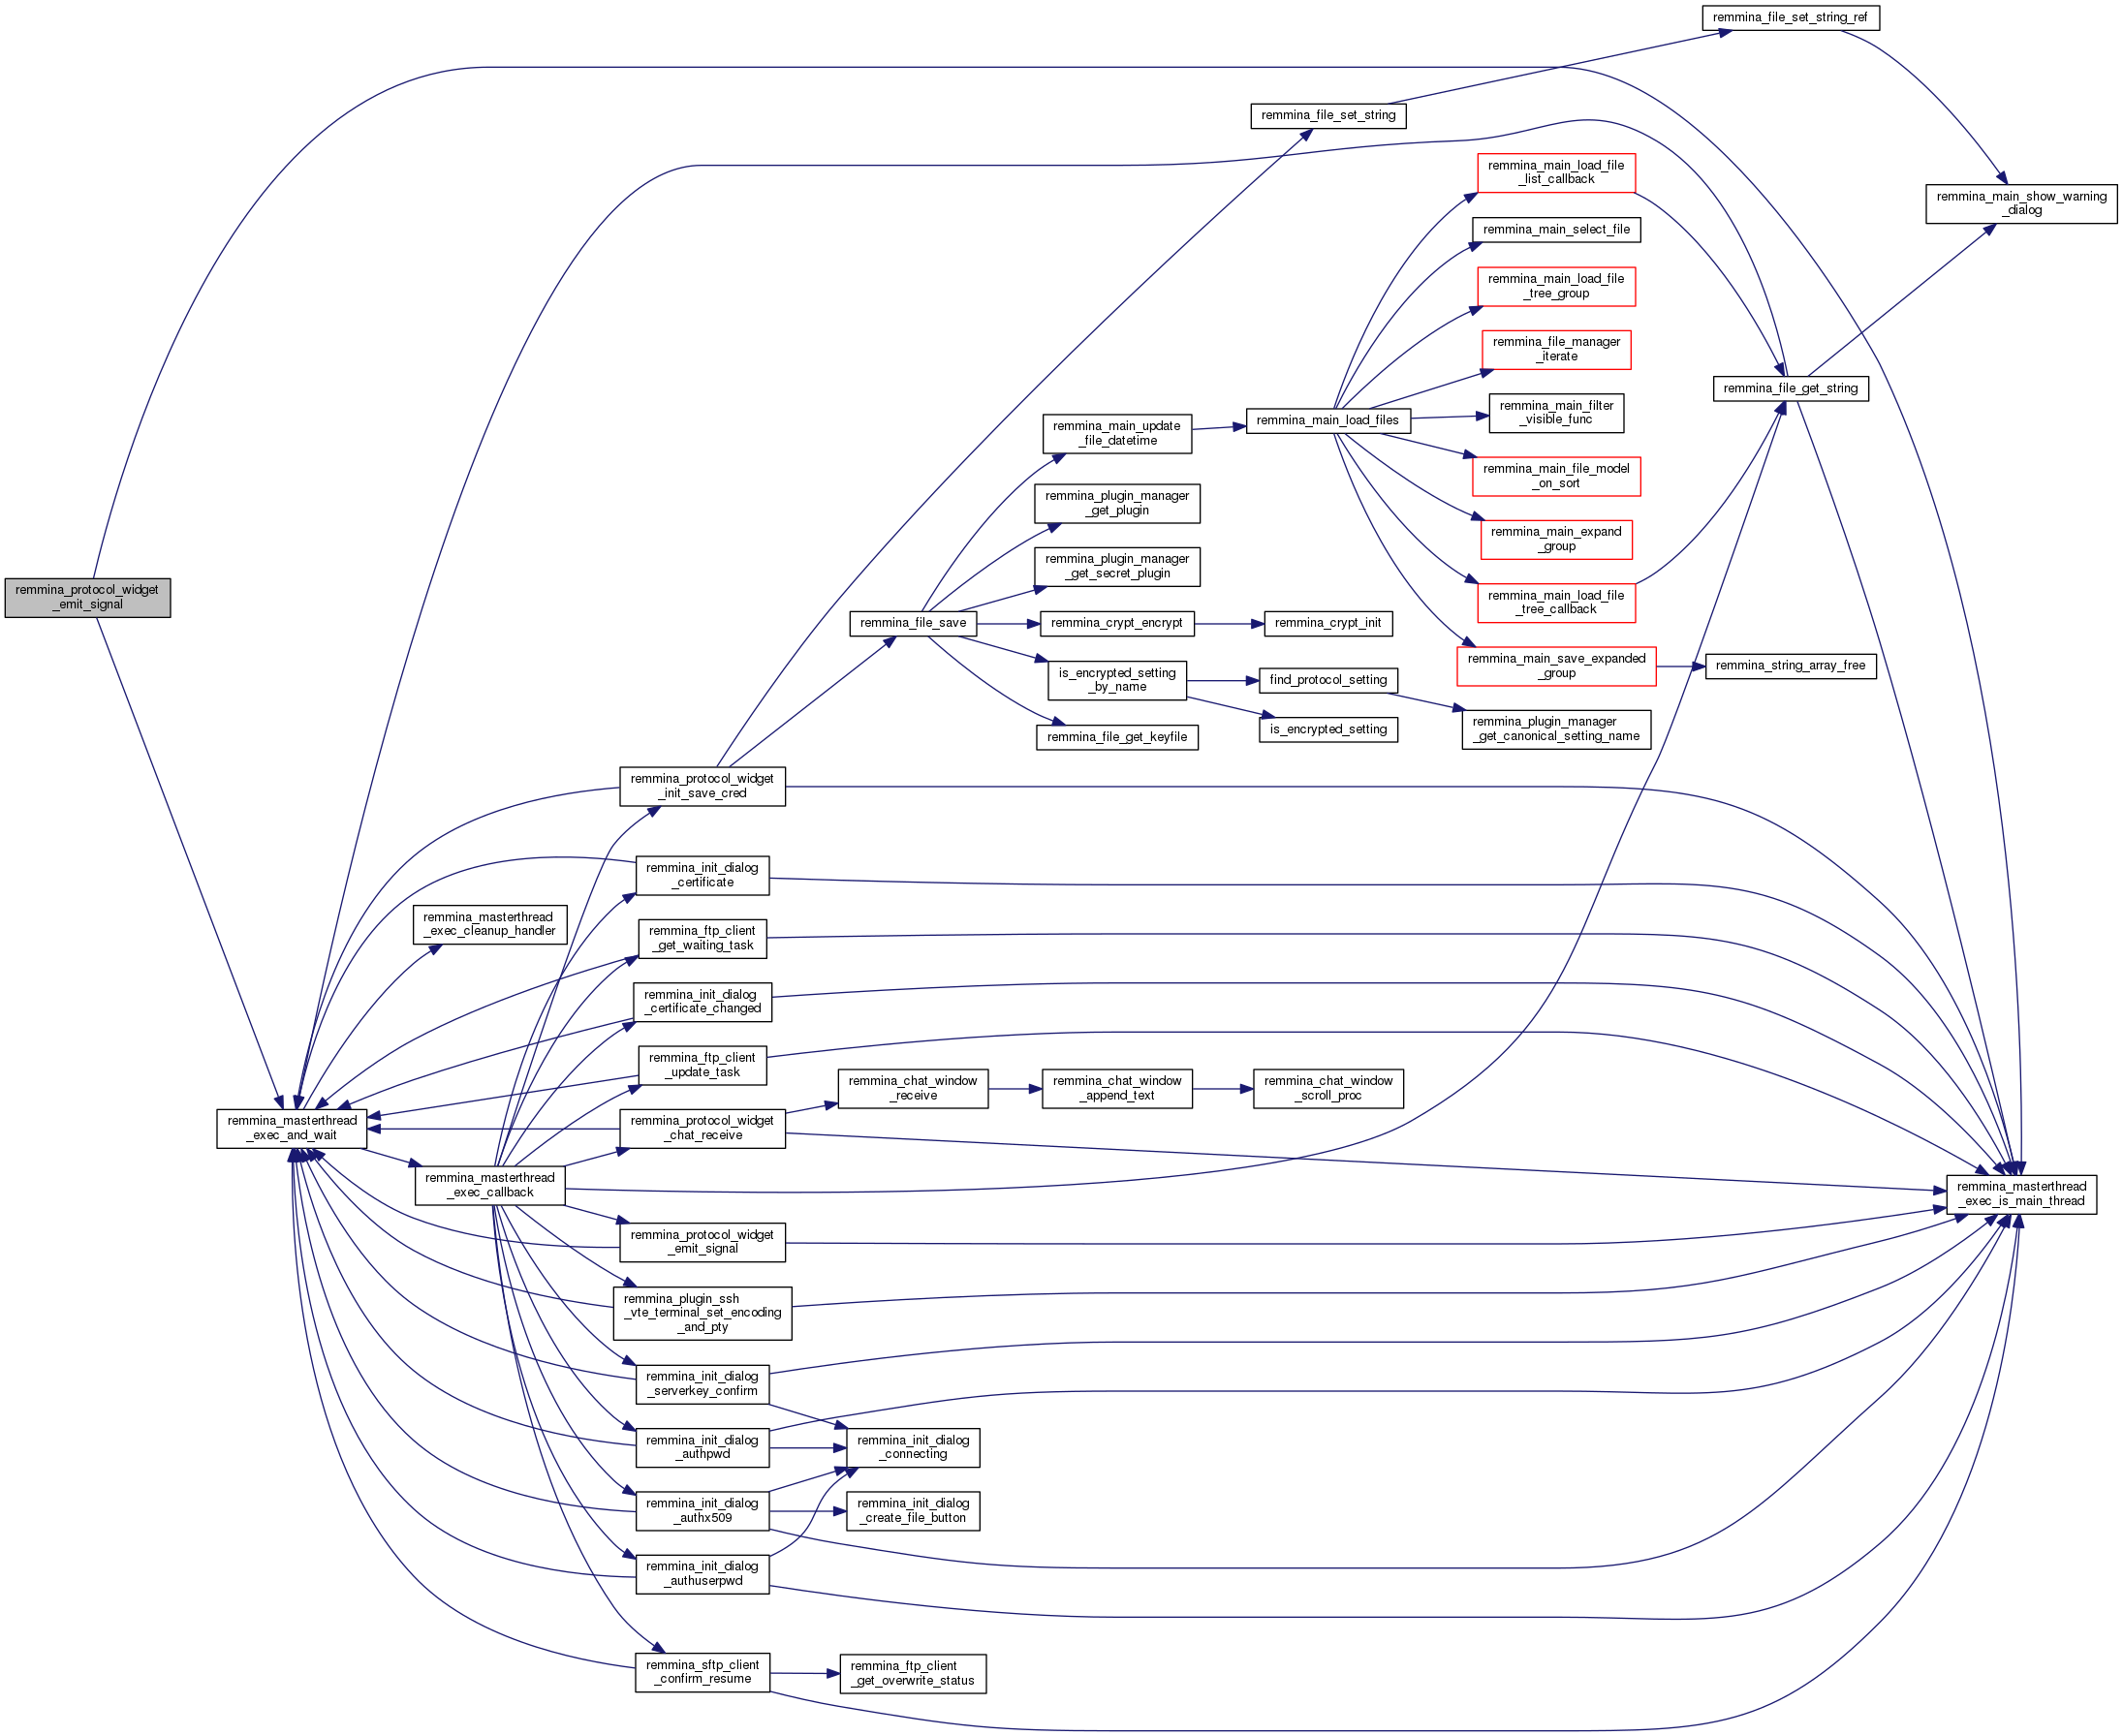 remmina_file_set_string_ref
remmina_file_set_string
remmina_main_load_file
_list_callback
remmina_main_show_warning
_dialog
remmina_main_select_file
remmina_main_load_file
_tree_group
remmina_file_manager
_iterate
remmina_file_get_string
remmina_main_update
_file_datetime
remmina_main_load_files
remmina_main_filter
_visible_func
remmina_main_file_model
_on_sort
remmina_plugin_manager
_get_plugin
remmina_main_expand
_group
remmina_plugin_manager
_get_secret_plugin
remmina_protocol_widget
_emit_signal
remmina_main_load_file
_tree_callback
remmina_file_save
remmina_crypt_encrypt
remmina_crypt_init
remmina_main_save_expanded
_group
remmina_string_array_free
is_encrypted_setting
_by_name
find_protocol_setting
is_encrypted_setting
remmina_plugin_manager
_get_canonical_setting_name
remmina_file_get_keyfile
remmina_protocol_widget
_init_save_cred
remmina_init_dialog
_certificate
remmina_masterthread
_exec_cleanup_handler
remmina_ftp_client
_get_waiting_task
remmina_init_dialog
_certificate_changed
remmina_ftp_client
_update_task
remmina_chat_window
_receive
remmina_chat_window
_append_text
remmina_chat_window
_scroll_proc
remmina_masterthread
_exec_and_wait
remmina_protocol_widget
_chat_receive
remmina_masterthread
_exec_callback
remmina_masterthread
_exec_is_main_thread
remmina_protocol_widget
_emit_signal
remmina_plugin_ssh
_vte_terminal_set_encoding
_and_pty
remmina_init_dialog
_serverkey_confirm
remmina_init_dialog
_authpwd
remmina_init_dialog
_connecting
remmina_init_dialog
_authx509
remmina_init_dialog
_create_file_button
remmina_init_dialog
_authuserpwd
remmina_sftp_client
_confirm_resume
remmina_ftp_client
_get_overwrite_status